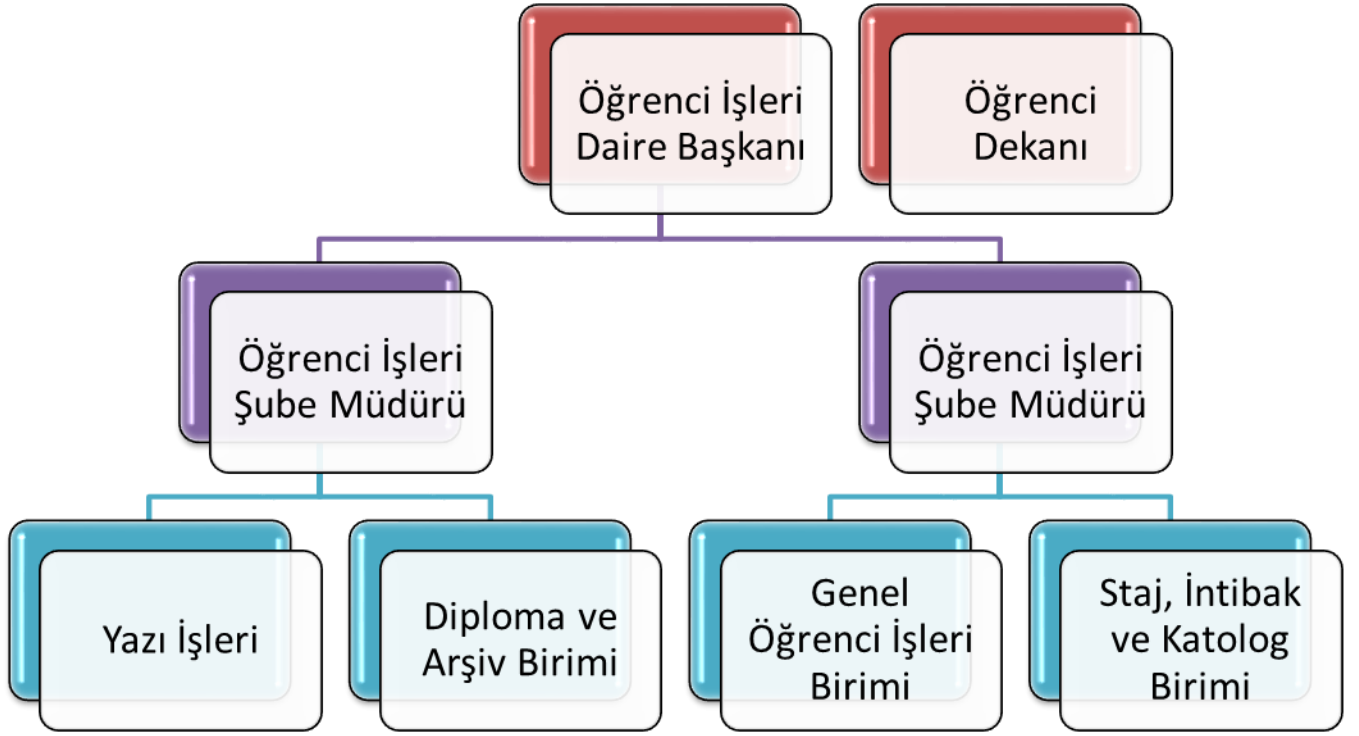 Öğrenci İşleri
Daire Başkanı
Öğrenci
Dekanı
Öğrenci İşleri
Şube Müdürü
Öğrenci İşleri
Şube Müdürü
Yazı İşleri
Diploma ve
Arşiv Birimi
Genel
Öğrenci İşleri
Birimi
Staj, İntibak
ve Katolog
Birimi